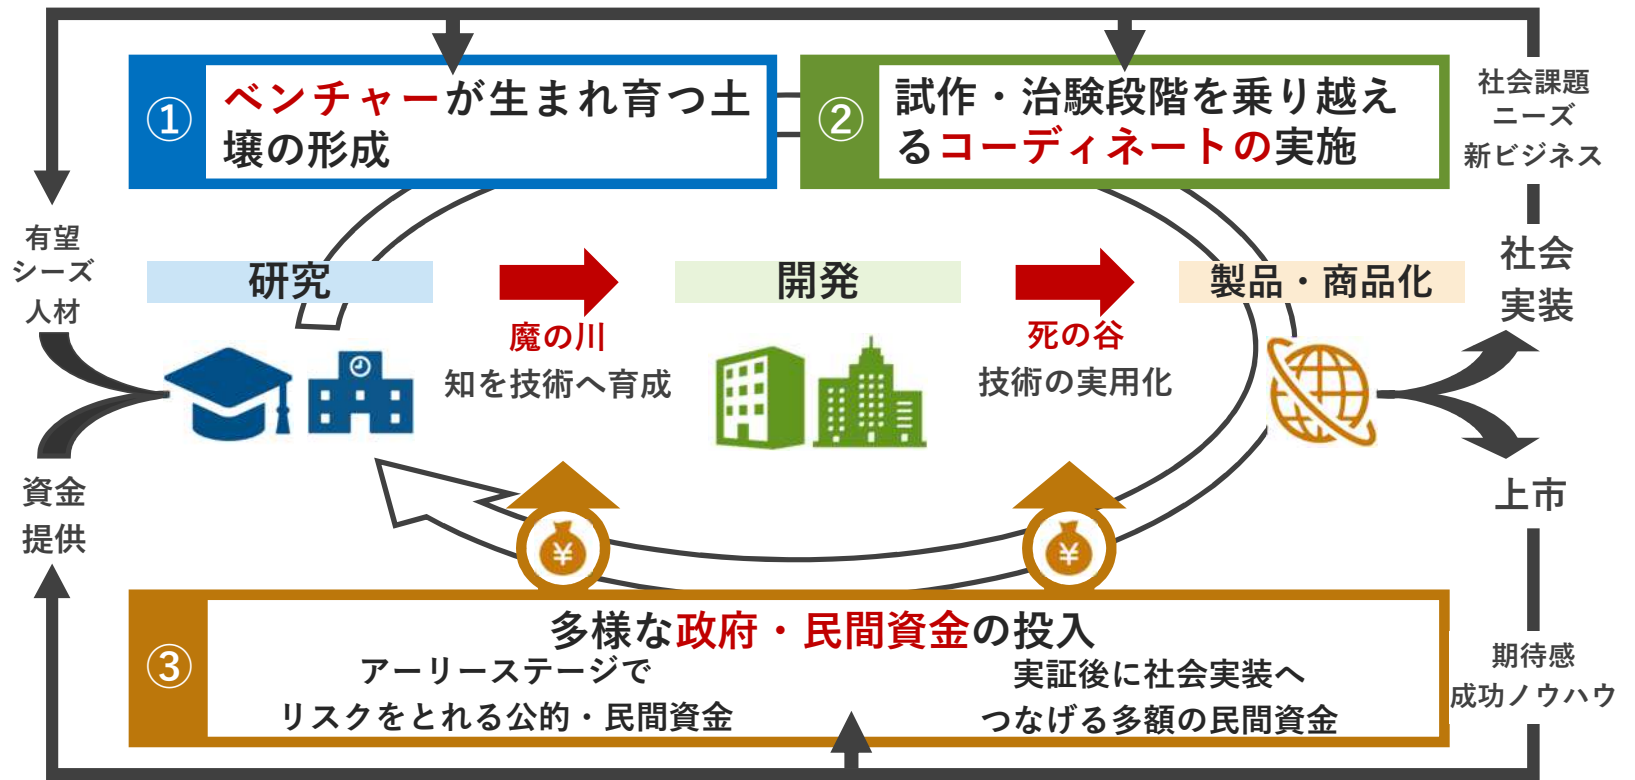 ①
ベンチャーが生まれ育つ土
壌の形成
②
試作・治験段階を乗り越え
るコーディネートの実施
社会課題
ニーズ
新ビジネス
有望
シーズ
人材
研究
魔の川
知を技術へ育成
開発
死の谷
技術の実用化
製品・商品化
社会
実装
資金
提供
上市
¥
¥
③
多様な政府・民間資金の投入
アーリーステージで
リスクをとれる公的・民間資金
実証後に社会実装へ
つなげる多額の民間資金
期待感
成功ノウハウ